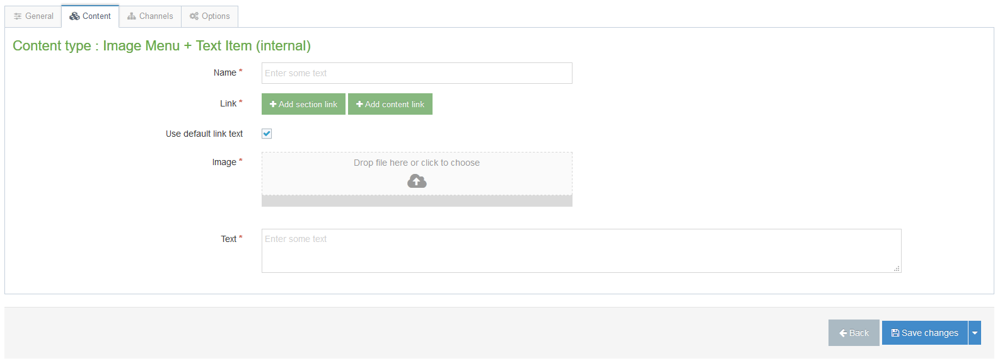 General Content Channels Options
Content type : Image Menu + Text Item (internal)
Name * Enter some text
Link * Add section link Add content link
Use default link text
Image * Drop file here or click to choose
Text * Enter some text
Back Save changes